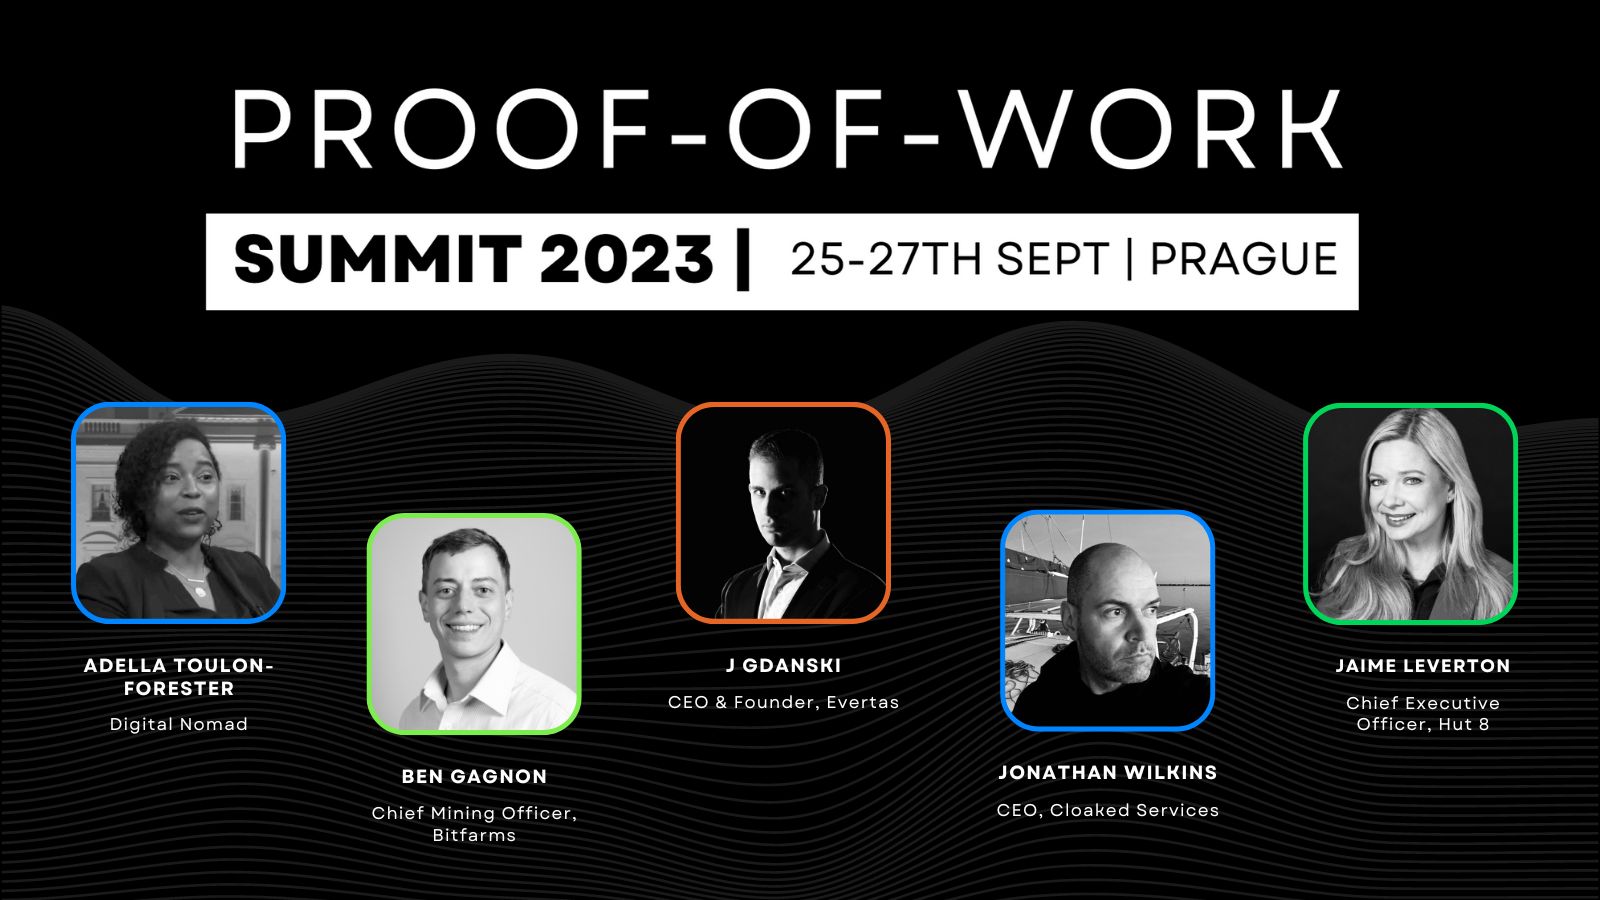 PROOF-OF-WORK
SUMMIT 2023 | 25-27TH SEPT | PRAGUE
ADELLA TOULON-
FORESTER
Digital Nomad
BEN GAGNON
Chief Mining Officer,
Bitfarms
J GDANSKI
CEO & Founder, Evertas
JONATHAN WILKINS
CEO, Cloaked Services
JAIME LEVERTON
Chief Executive
Officer, Hut 8